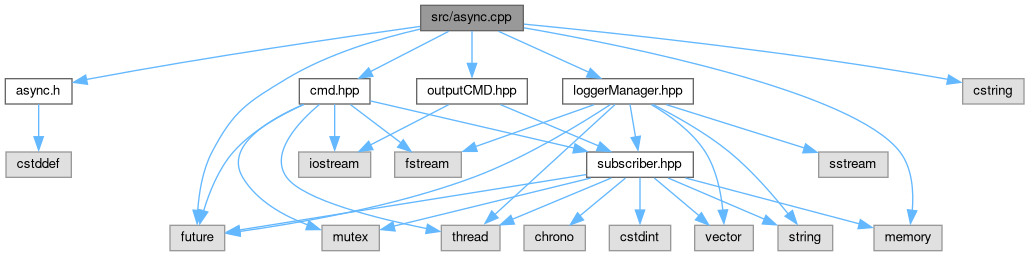 src/async.cpp
async.h
cmd.hpp
outputCMD.hpp
loggerManager.hpp
cstring
cstddef
iostream
fstream
subscriber.hpp
sstream
future
mutex
thread
chrono
cstdint
vector
string
memory